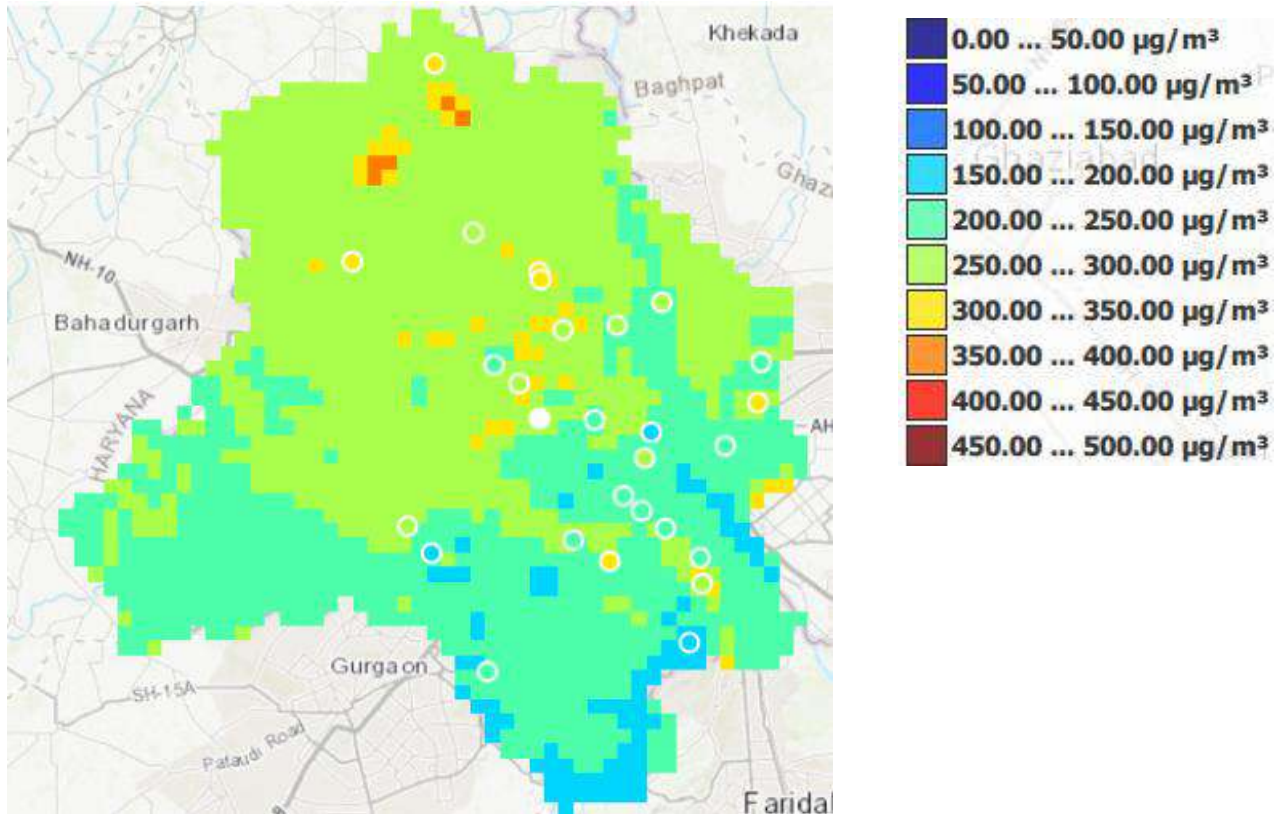 Khekada
Baghpat
NH-10
Bahadurgarh
HARYANA
AH
Gurgaon
SH-15A
Pataudi Road
0.00 ... 50.00 µg/m³
50.00 ... 100.00 µg/m³
100.00 ... 150.00 µg/m³
Ghaziabad
150.00 ... 200.00 µg/m³
200.00 ... 250.00 µg/m³
250.00 ... 300.00 µg/m³
300.00 ... 350.00 µg/m³
350.00 ... 400.00 µg/m³
400.00 ... 450.00 µg/m³
450.00 ... 500.00 µg/m³